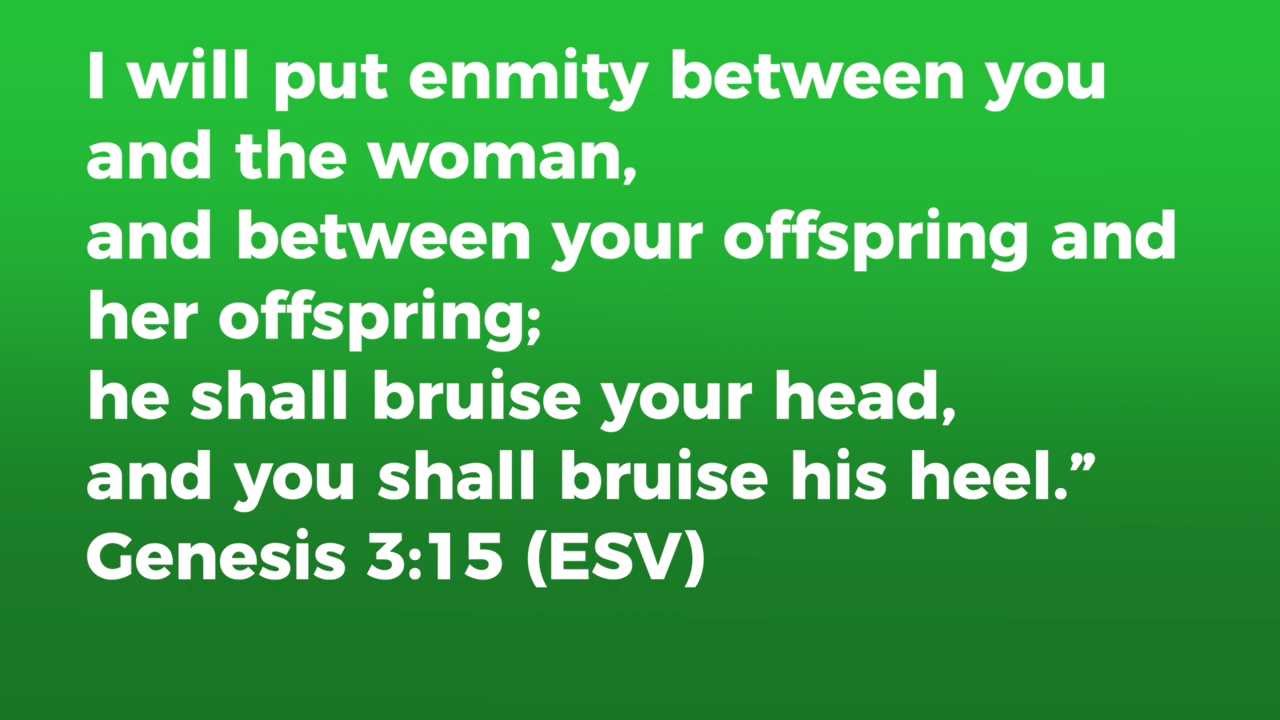 I will put enmity between you
and the woman,
and between your offspring and
her offspring;
he shall bruise your head,
and you shall bruise his heel.”
Genesis 3:15 (ESV)